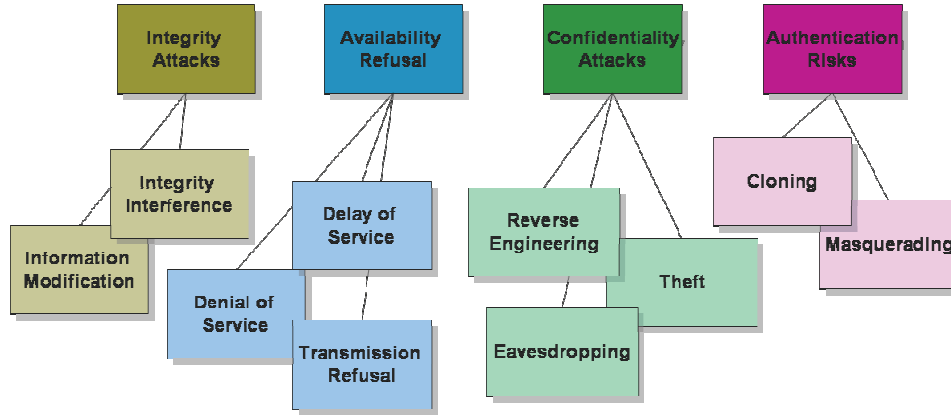 Integrity
Attacks
Availability
Refusal
Confidentiality
Attacks
Authentication
Risks
Integrity
Interference
Information
Modification
Delay of
Service
Denial of
Service
Transmission
Refusal
Reverse
Engineering
Theft
Eavesdropping
Cloning
Masquerading